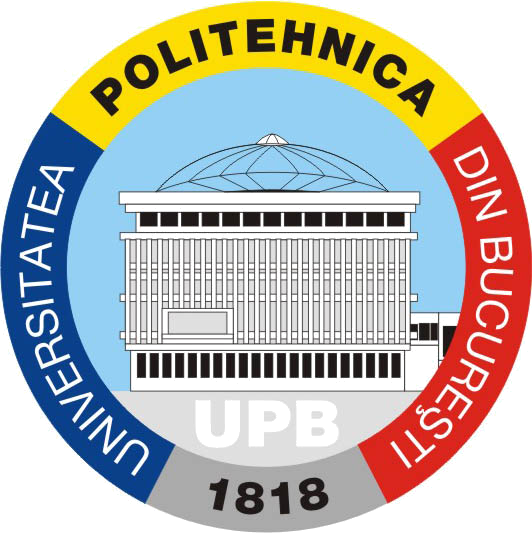 UNIVERSITATEA
POLITEHNICA
DIN BUCUREŞTI
UPB
1818